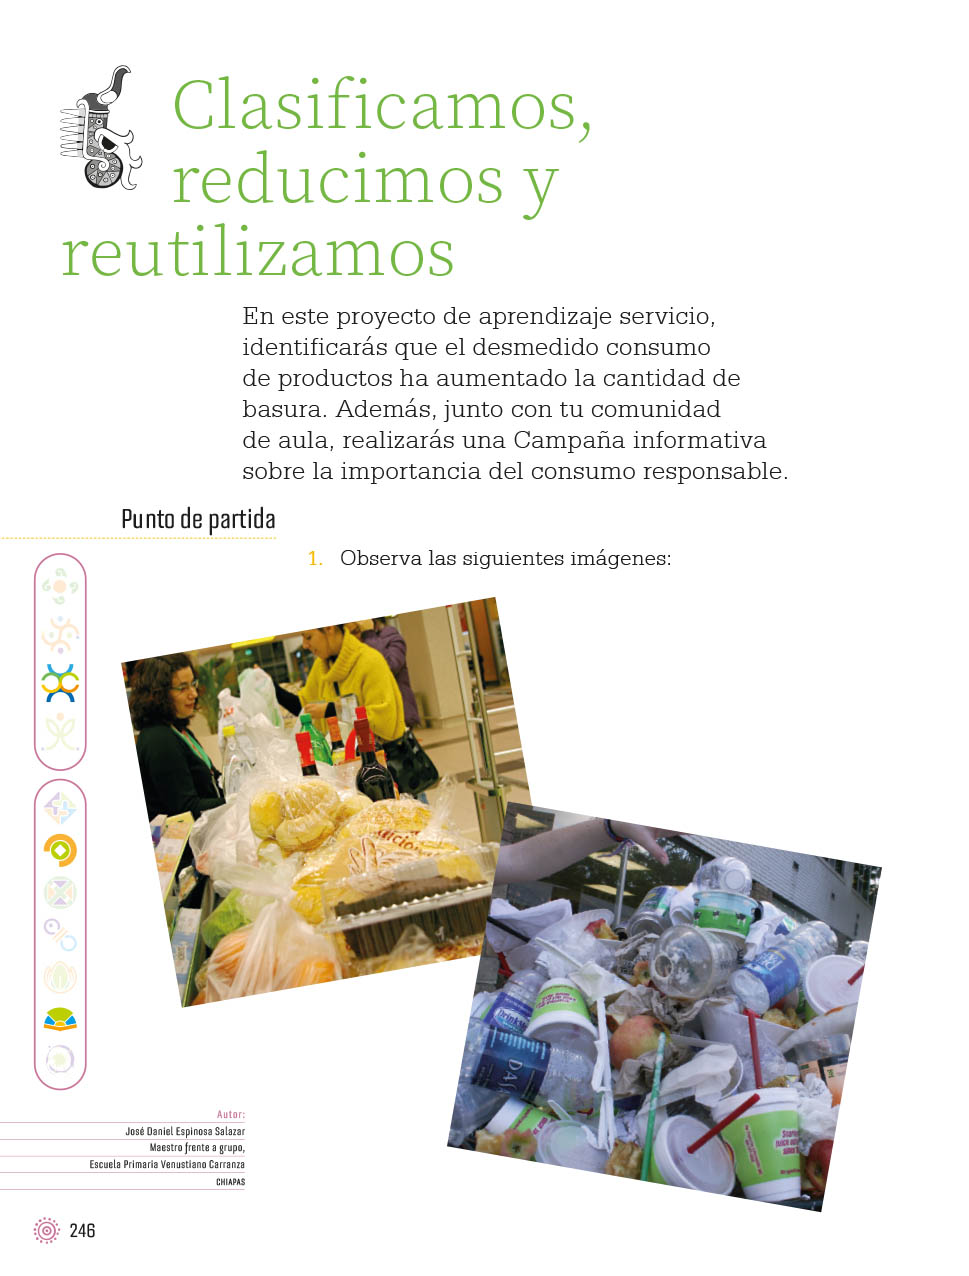 Clasificamos,
reducimos y
reutilizamos
En este proyecto de aprendizaje servicio,
identificarás que el desmedido consumo
de productos ha aumentado la cantidad de
basura. Además, junto con tu comunidad
de aula, realizarás una Campaña informativa
sobre la importancia del consumo responsable.
Punto de partida
1. Observa las siguientes imágenes:
Autor:
José Daniel Espinosa Salazar
Maestro frente a grupo,
Escuela Primaria Venustiano Carranza
CHIAPAS
246